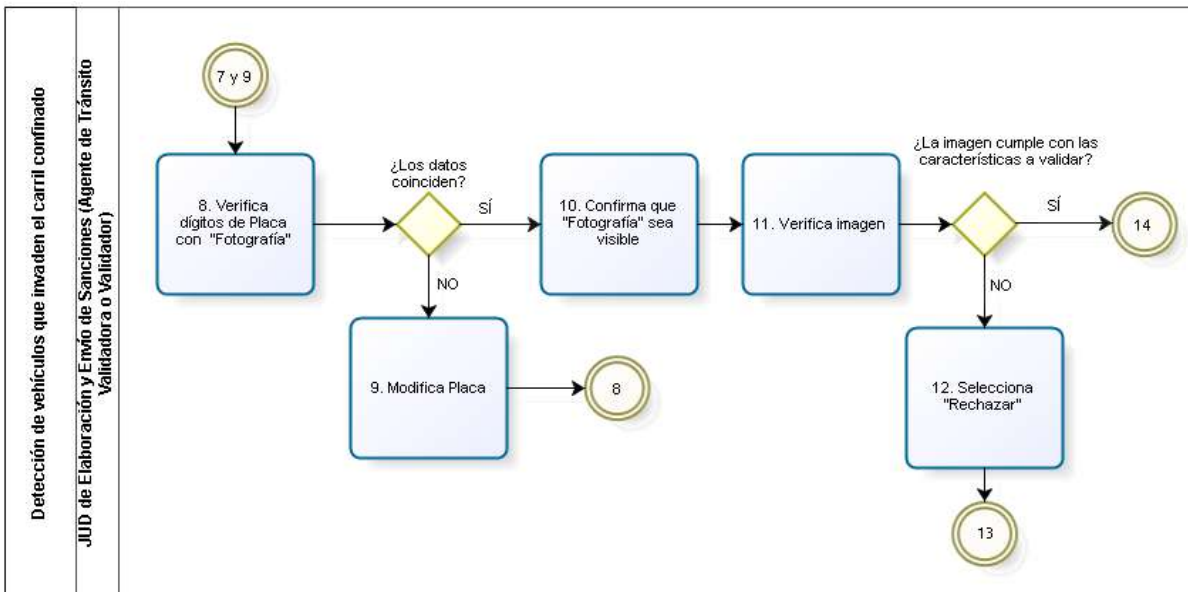 Detección de vehículos que invaden el carril confinado
JUD de Elaboración y Envío de Sanciones (Agente de Tránsito
Validadora o Validador)
7 y 9
8. Verifica
dígitos de Placa
con "Fotografía"
¿Los datos
coinciden?
SÍ
NO
9. Modifica Placa
8
10. Confirma que
"Fotografía" sea
visible
11. Verifica imagen
¿La imagen cumple con las
características a validar?
SÍ
14
NO
12. Selecciona
"Rechazar"
13